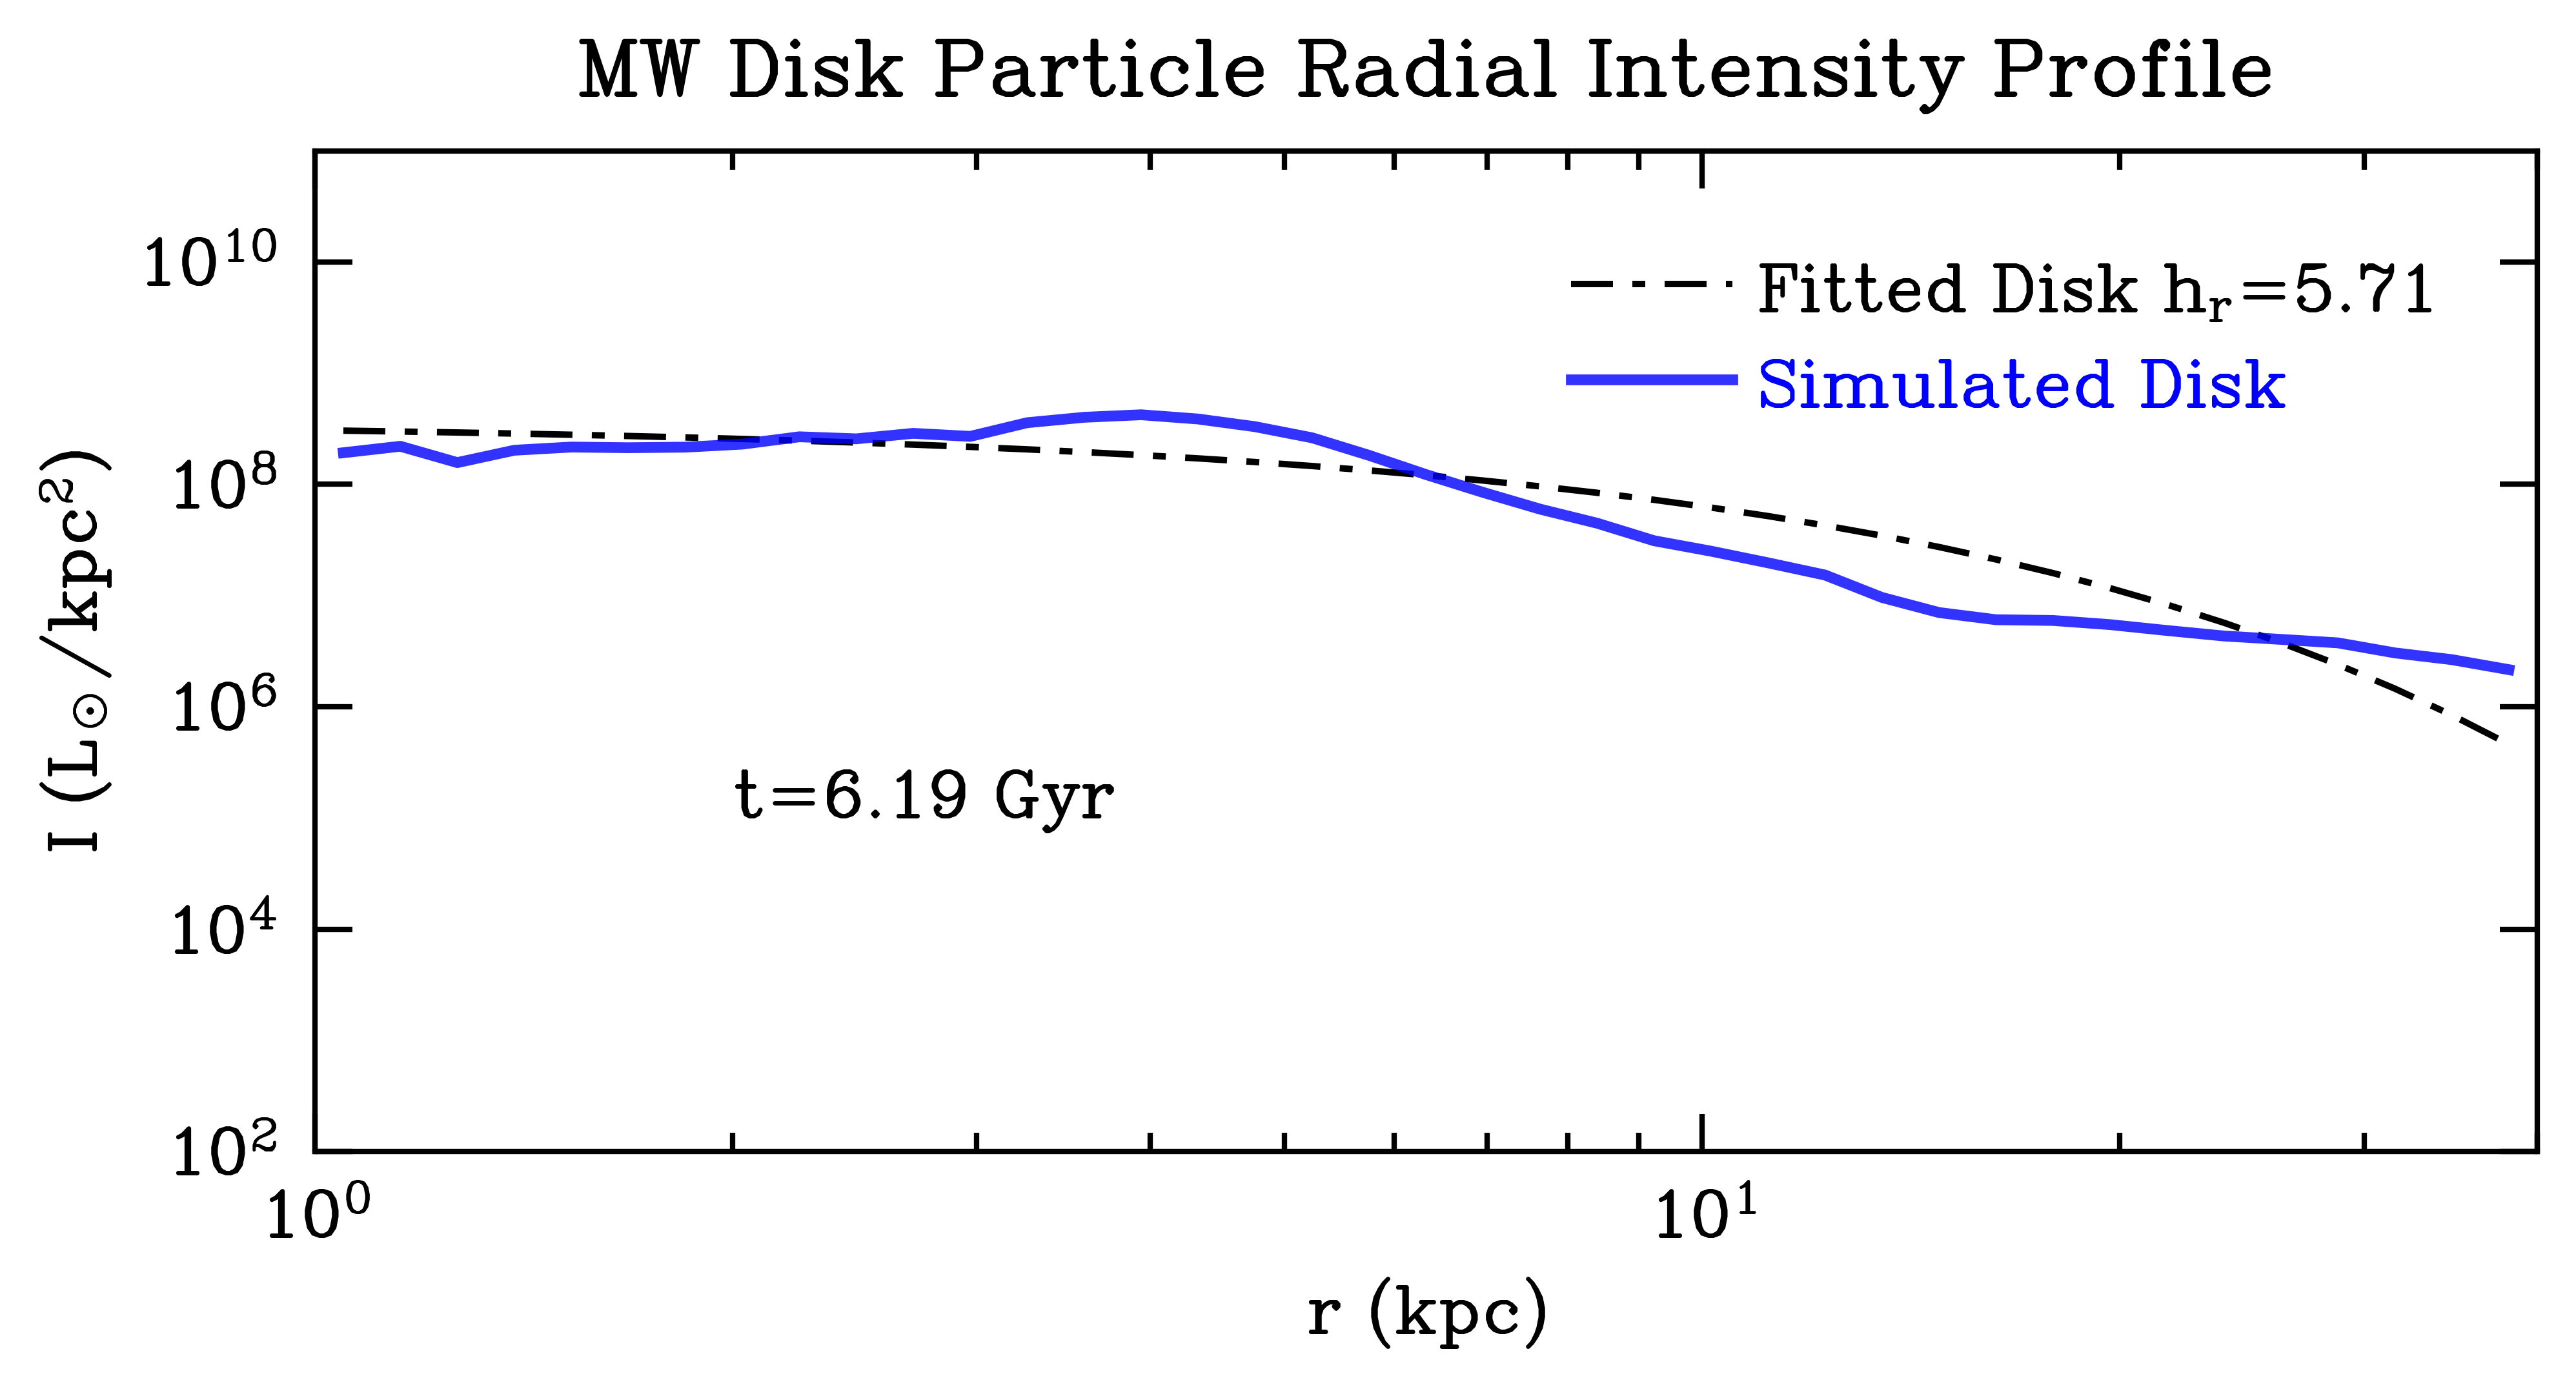 MW Disk Particle Radial Intensity Profile
I (L☉/kpc²)
10¹⁰
10⁸
10⁶
10⁴
10²
Fitted Disk hᵣ=5.71
Simulated Disk
t=6.19 Gyr
10⁰
10¹
r (kpc)